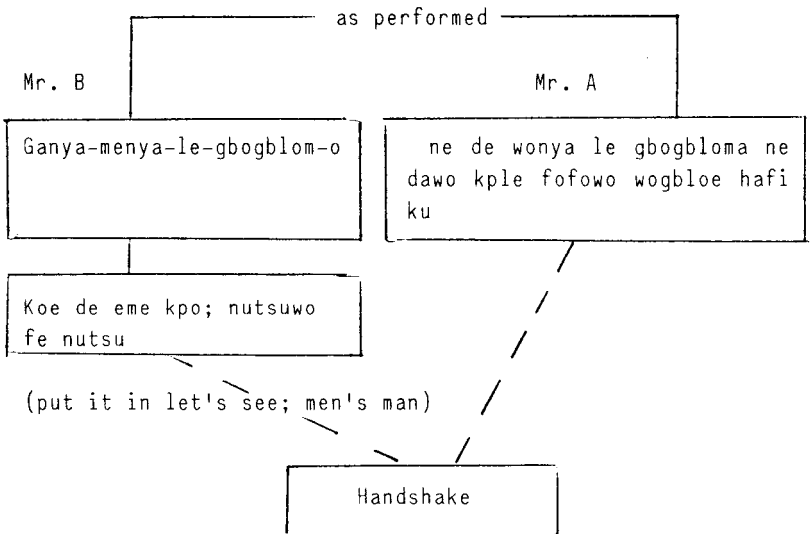 as performed
Mr. B
Mr. A
Ganya-menya-le-gbogblom-o
ne de wonya le gbogbloma ne
dawo kple fofowo wogbloe hafi
ku
Koe de eme kpo; nutsuwo
fe nutsu
(put it in let's see; men's man)
Handshake